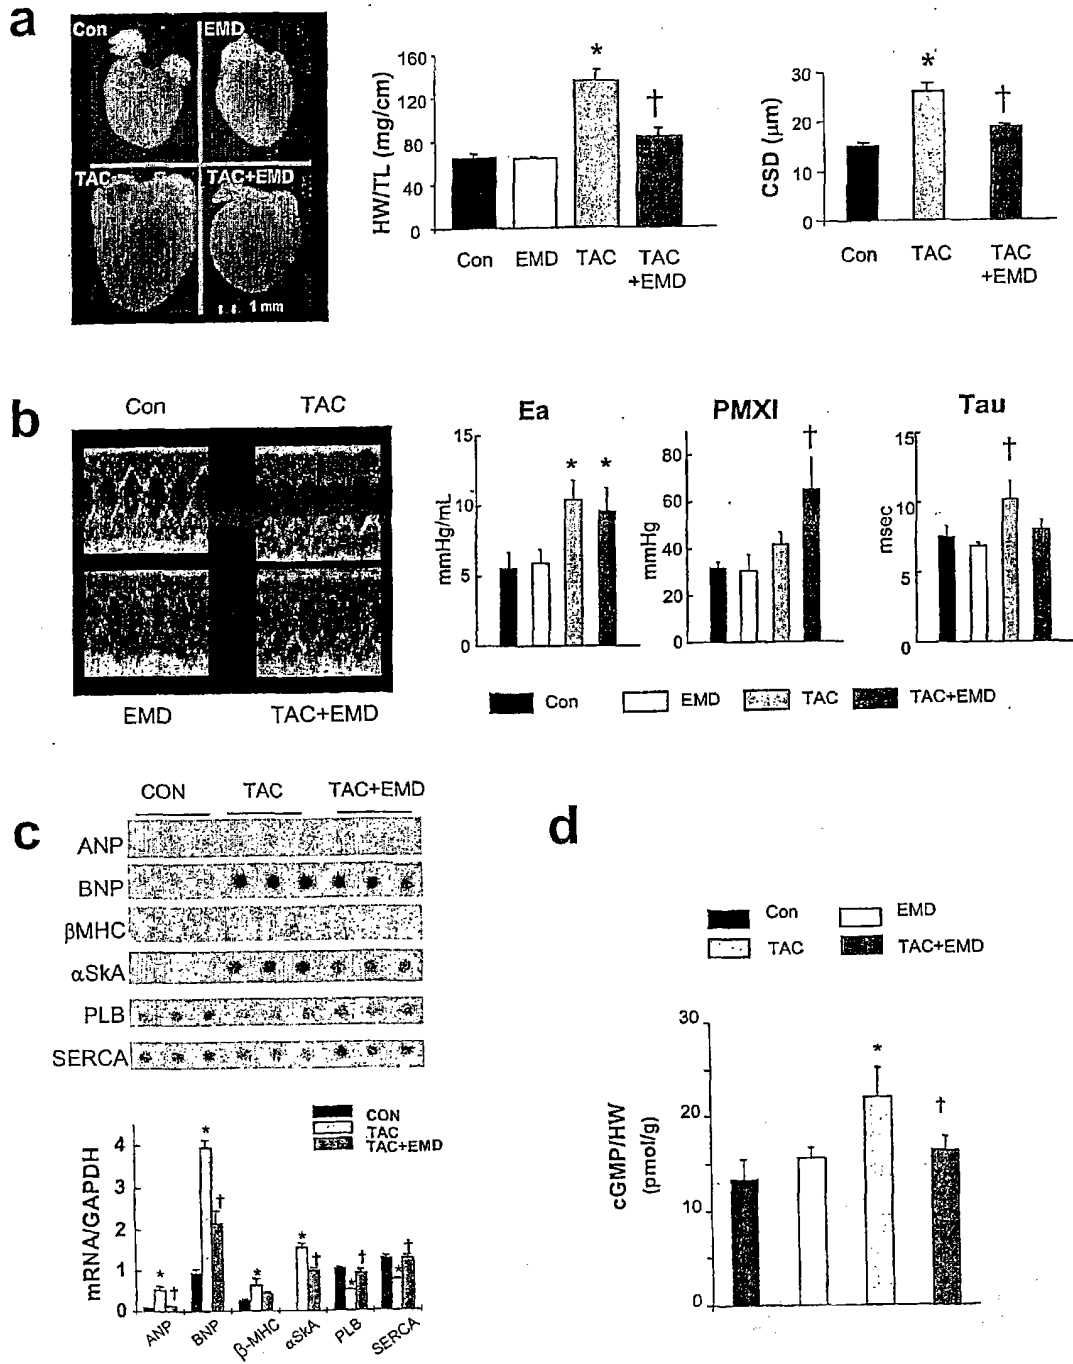 a
Con EMD
TAC TAC+EMD
1 mm
HW/TL (mg/cm)
160
120
80
40
0
*
†
Con EMD TAC TAC
+EMD
CSD (μm)
30
20
10
0
*
†
Con TAC TAC
+EMD
b
Con TAC
EMD TAC+EMD
Ea
mmHg/mL
15
10
5
0
* *
PMXI
mmHg
80
60
40
20
0
†
Tau
msec
15
10
5
0
†
Con EMD TAC TAC+EMD
c
CON TAC TAC+EMD
ANP
BNP
βMHC
αSkA
PLB
SERCA
CON
TAC
TAC+EMD
mRNA/GAPDH
4
3
2
1
0
* † * † * * † * † * †
ANP BNP β-MHC αSkA PLB SERCA
d
Con EMD
TAC TAC+EMD
cGMP/HW
(pmol/g)
30
20
10
0
*
†